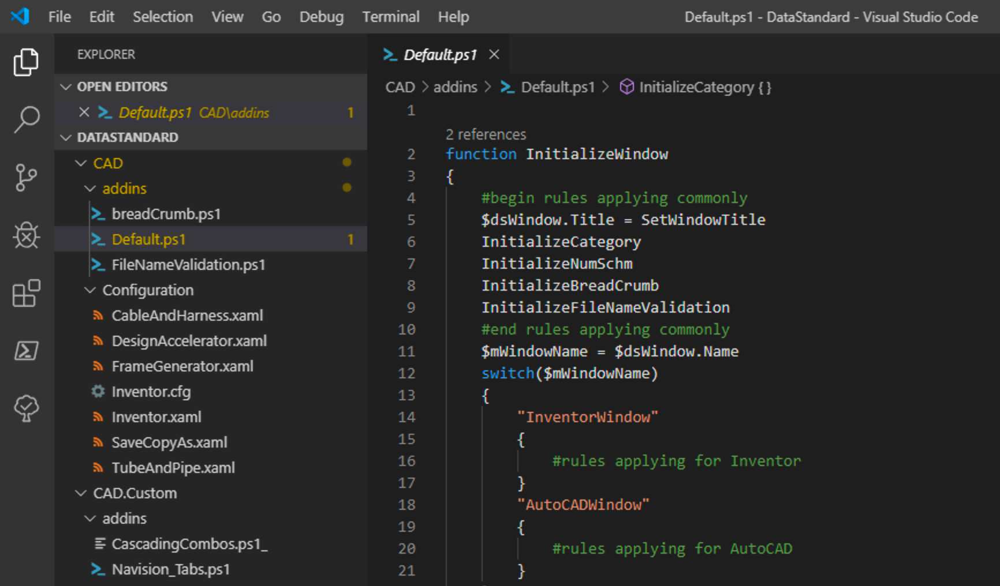 File Edit Selection View Go Debug Terminal Help Default.ps1 - DataStandard - Visual Studio Code
EXPLORER
OPEN EDITORS
Default.ps1 CAD\addins 1
DATASTANDARD
CAD
addins
breadCrumb.ps1
Default.ps1 1
FileNameValidation.ps1
Configuration
CableAndHarness.xaml
DesignAccelerator.xaml
FrameGenerator.xaml
Inventor.cfg
Inventor.xaml
SaveCopyAs.xaml
TubeAndPipe.xaml
CAD.Custom
addins
CascadingCombos.ps1_
Navision_Tabs.ps1
Default.ps1
CAD > addins > Default.ps1 > InitializeCategory { }
1
2 references
2 function InitializeWindow
3 {
4 #begin rules applying commonly
5 $dsWindow.Title = SetWindowTitle
6 InitializeCategory
7 InitializeNumSchm
8 InitializeBreadCrumb
9 InitializeFileNameValidation
10 #end rules applying commonly
11 $mWindowName = $dsWindow.Name
12 switch($mWindowName)
13 {
14 "InventorWindow"
15 {
16 #rules applying for Inventor
17 }
18 "AutoCADWindow"
19 {
20 #rules applying for AutoCAD
21 }